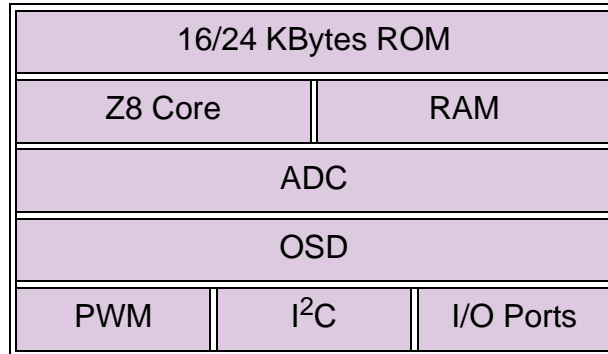 16/24 KBytes ROM
Z8 Core RAM
ADC
OSD
PWM I²C I/O Ports